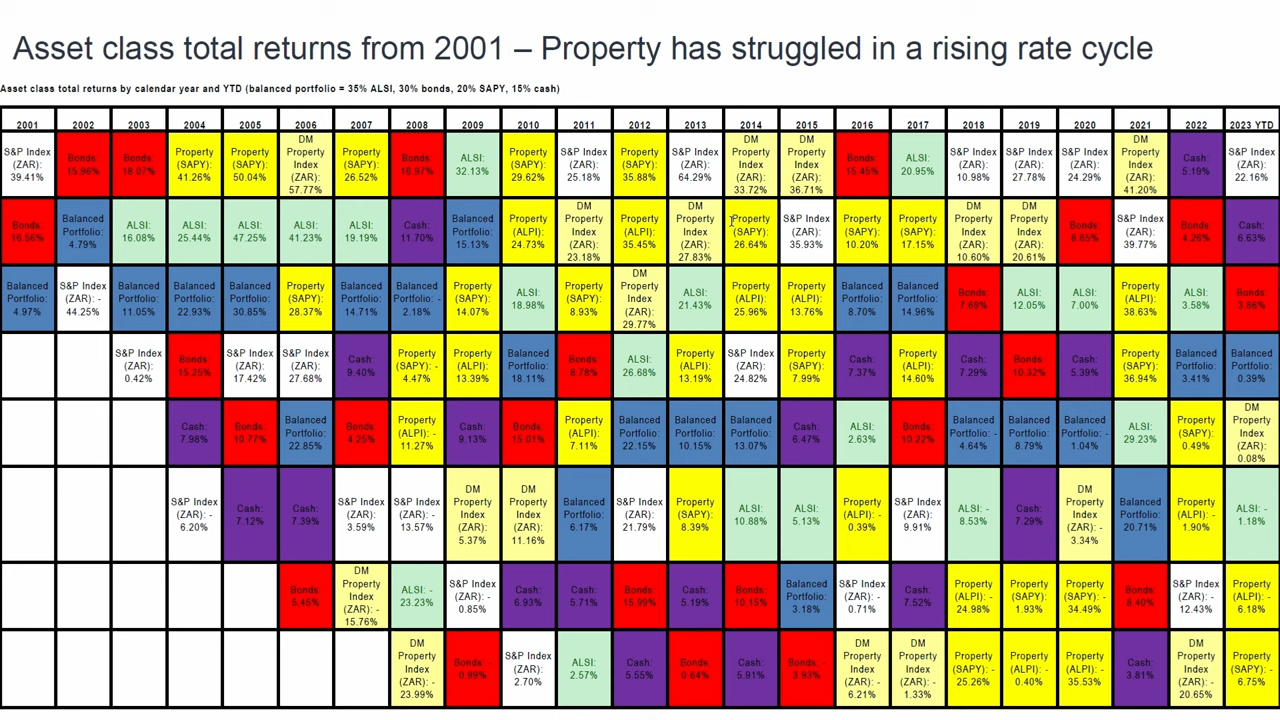 Asset class total returns from 2001 – Property has struggled in a rising rate cycle
Asset class total returns by calendar year and YTD (balanced portfolio = 35% ALSI, 30% bonds, 20% SAPY, 15% cash)
2001 2002 2003 2004 2005 2006 2007 2008 2009 2010 2011 2012 2013 2014 2015 2016 2017 2018 2019 2020 2021 2022 2023 YTD
S&P Index (ZAR): 39.41%
Bonds: 15.96%
Bonds: 18.07%
Property (SAPY): 41.26%
Property (SAPY): 50.04%
DM Property Index (ZAR): 57.77%
Property (SAPY): 26.52%
Bonds: 16.97%
ALSI: 32.13%
Property (SAPY): 29.62%
S&P Index (ZAR): 25.18%
Property (SAPY): 35.88%
S&P Index (ZAR): 64.29%
DM Property Index (ZAR): 33.72%
DM Property Index (ZAR): 36.71%
Bonds: 15.45%
ALSI: 20.95%
S&P Index (ZAR): 10.98%
S&P Index (ZAR): 27.78%
S&P Index (ZAR): 24.29%
DM Property Index (ZAR): 41.20%
Cash: 5.19%
S&P Index (ZAR): 22.16%
Bonds: 16.56%
Balanced Portfolio: 4.79%
ALSI: 16.08%
ALSI: 25.44%
ALSI: 47.25%
ALSI: 41.23%
ALSI: 19.19%
Cash: 11.70%
Balanced Portfolio: 15.13%
Property (ALPI): 24.73%
DM Property Index (ZAR): 23.18%
Property (ALPI): 35.45%
DM Property Index (ZAR): 27.83%
Property (SAPY): 26.64%
S&P Index (ZAR): 35.93%
Property (SAPY): 10.20%
Property (SAPY): 17.15%
DM Property Index (ZAR): 10.60%
DM Property Index (ZAR): 20.61%
Bonds: 8.65%
S&P Index (ZAR): 39.77%
Bonds: 4.26%
Cash: 6.63%
Balanced Portfolio: 4.97%
S&P Index (ZAR): - 44.25%
Balanced Portfolio: 11.05%
Balanced Portfolio: 22.93%
Balanced Portfolio: 30.85%
Property (SAPY): 28.37%
Balanced Portfolio: 14.71%
Balanced Portfolio: - 2.18%
Property (SAPY): 14.07%
ALSI: 18.98%
Property (SAPY): 8.93%
DM Property Index (ZAR): 29.77%
ALSI: 21.43%
Property (ALPI): 25.96%
Property (ALPI): 13.76%
Balanced Portfolio: 8.70%
Balanced Portfolio: 14.96%
Bonds: 7.69%
ALSI: 12.05%
ALSI: 7.00%
Property (ALPI): 38.63%
ALSI: 3.58%
Bonds: 3.86%
S&P Index (ZAR): 0.42%
Bonds: 15.25%
S&P Index (ZAR): 17.42%
S&P Index (ZAR): 27.68%
Cash: 9.40%
Property (SAPY): - 4.47%
Property (ALPI): 13.39%
Balanced Portfolio: 18.11%
Bonds: 8.78%
ALSI: 26.68%
Property (ALPI): 13.19%
S&P Index (ZAR): 24.82%
Property (SAPY): 7.99%
Cash: 7.37%
Property (ALPI): 14.60%
Cash: 7.29%
Bonds: 10.32%
Cash: 5.39%
Property (SAPY): 36.94%
Balanced Portfolio: 3.41%
Balanced Portfolio: 0.39%
Cash: 7.98%
Bonds: 10.77%
Balanced Portfolio: 22.85%
Bonds: 4.25%
Property (ALPI): - 11.27%
Cash: 9.13%
Bonds: 15.01%
Property (ALPI): 7.11%
Balanced Portfolio: 22.15%
Balanced Portfolio: 10.15%
Balanced Portfolio: 13.07%
Cash: 6.47%
ALSI: 2.63%
Bonds: 10.22%
Balanced Portfolio: - 4.64%
Balanced Portfolio: 8.79%
Balanced Portfolio: - 1.04%
ALSI: 29.23%
Property (SAPY): 0.49%
DM Property Index (ZAR): 0.08%
S&P Index (ZAR): - 6.20%
Cash: 7.12%
Cash: 7.39%
S&P Index (ZAR): 3.59%
S&P Index (ZAR): - 13.57%
DM Property Index (ZAR): 5.37%
DM Property Index (ZAR): 11.16%
Balanced Portfolio: 6.17%
S&P Index (ZAR): 21.79%
Property (SAPY): 8.39%
ALSI: 10.88%
ALSI: 5.13%
Property (ALPI): - 0.39%
S&P Index (ZAR): 9.91%
ALSI: - 8.53%
Cash: 7.29%
DM Property Index (ZAR): - 3.34%
Balanced Portfolio: 20.71%
Property (ALPI): - 1.90%
ALSI: - 1.18%
Bonds: 5.45%
DM Property Index (ZAR): - 15.76%
ALSI: - 23.23%
S&P Index (ZAR): - 0.85%
Cash: 6.93%
Cash: 5.71%
Bonds: 15.99%
Cash: 5.19%
Bonds: 10.15%
Balanced Portfolio: 3.18%
S&P Index (ZAR): - 0.71%
Cash: 7.52%
Property (ALPI): - 24.98%
Property (SAPY): 1.93%
Property (SAPY): - 34.49%
Bonds: 8.40%
S&P Index (ZAR): - 12.43%
Property (ALPI): - 6.18%
DM Property Index (ZAR): - 23.99%
Bonds: - 0.99%
S&P Index (ZAR): 2.70%
ALSI: 2.57%
Cash: 5.55%
Bonds: 0.64%
Cash: 5.91%
Bonds: - 3.93%
DM Property Index (ZAR): - 6.21%
DM Property Index (ZAR): - 1.33%
Property (SAPY): - 25.26%
Property (ALPI): - 0.40%
Property (ALPI): - 35.53%
Cash: 3.81%
DM Property Index (ZAR): - 20.65%
Property (SAPY): - 6.75%